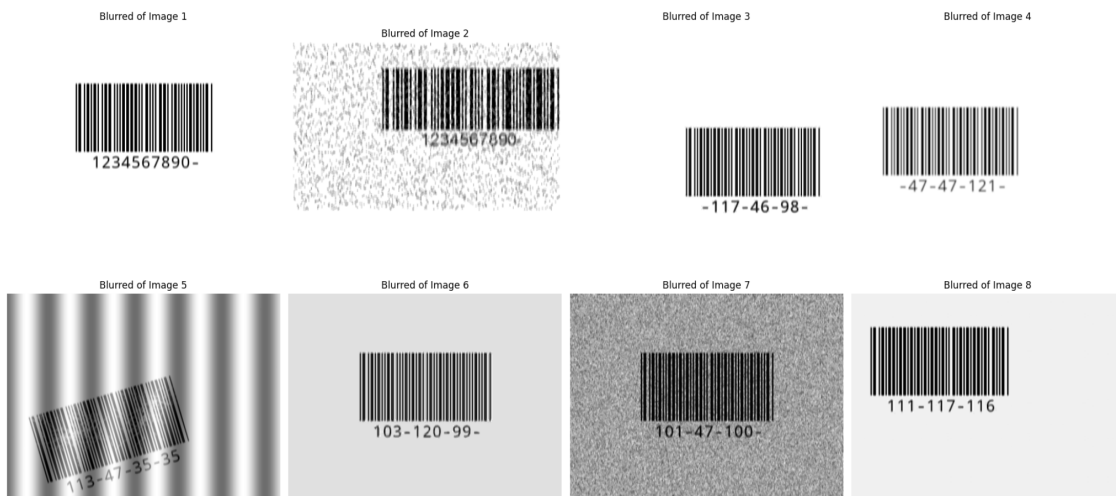 Blurred of Image 1
1234567890-
Blurred of Image 2
1234567890-
Blurred of Image 3
-117-46-98-
Blurred of Image 4
-47-47-121-
Blurred of Image 5
113-47-35-35
Blurred of Image 6
103-120-99-
Blurred of Image 7
101-47-100-
Blurred of Image 8
111-117-116